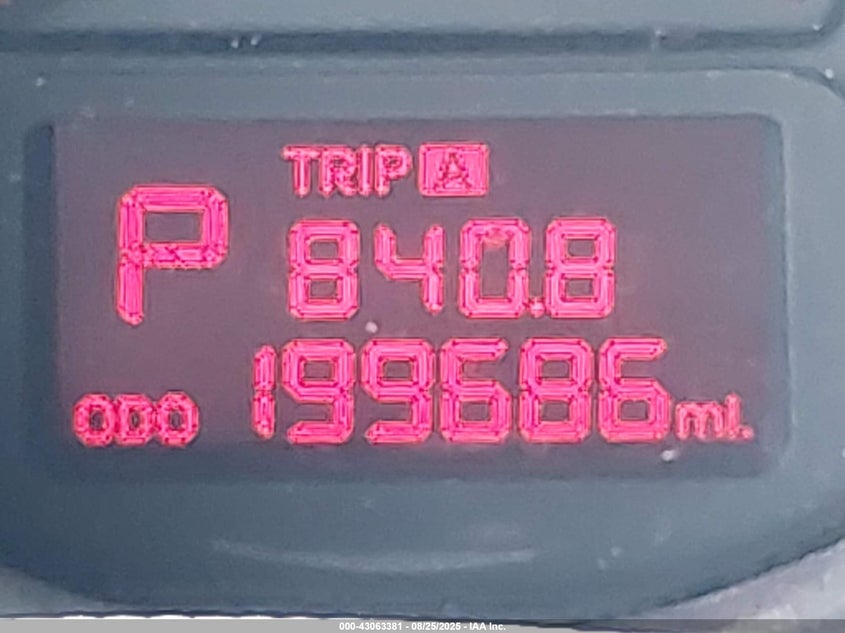 TRIP A
P 840.8
ODO 199686 mi.
000-43063381 - 08/25/2025 - IAA Inc.